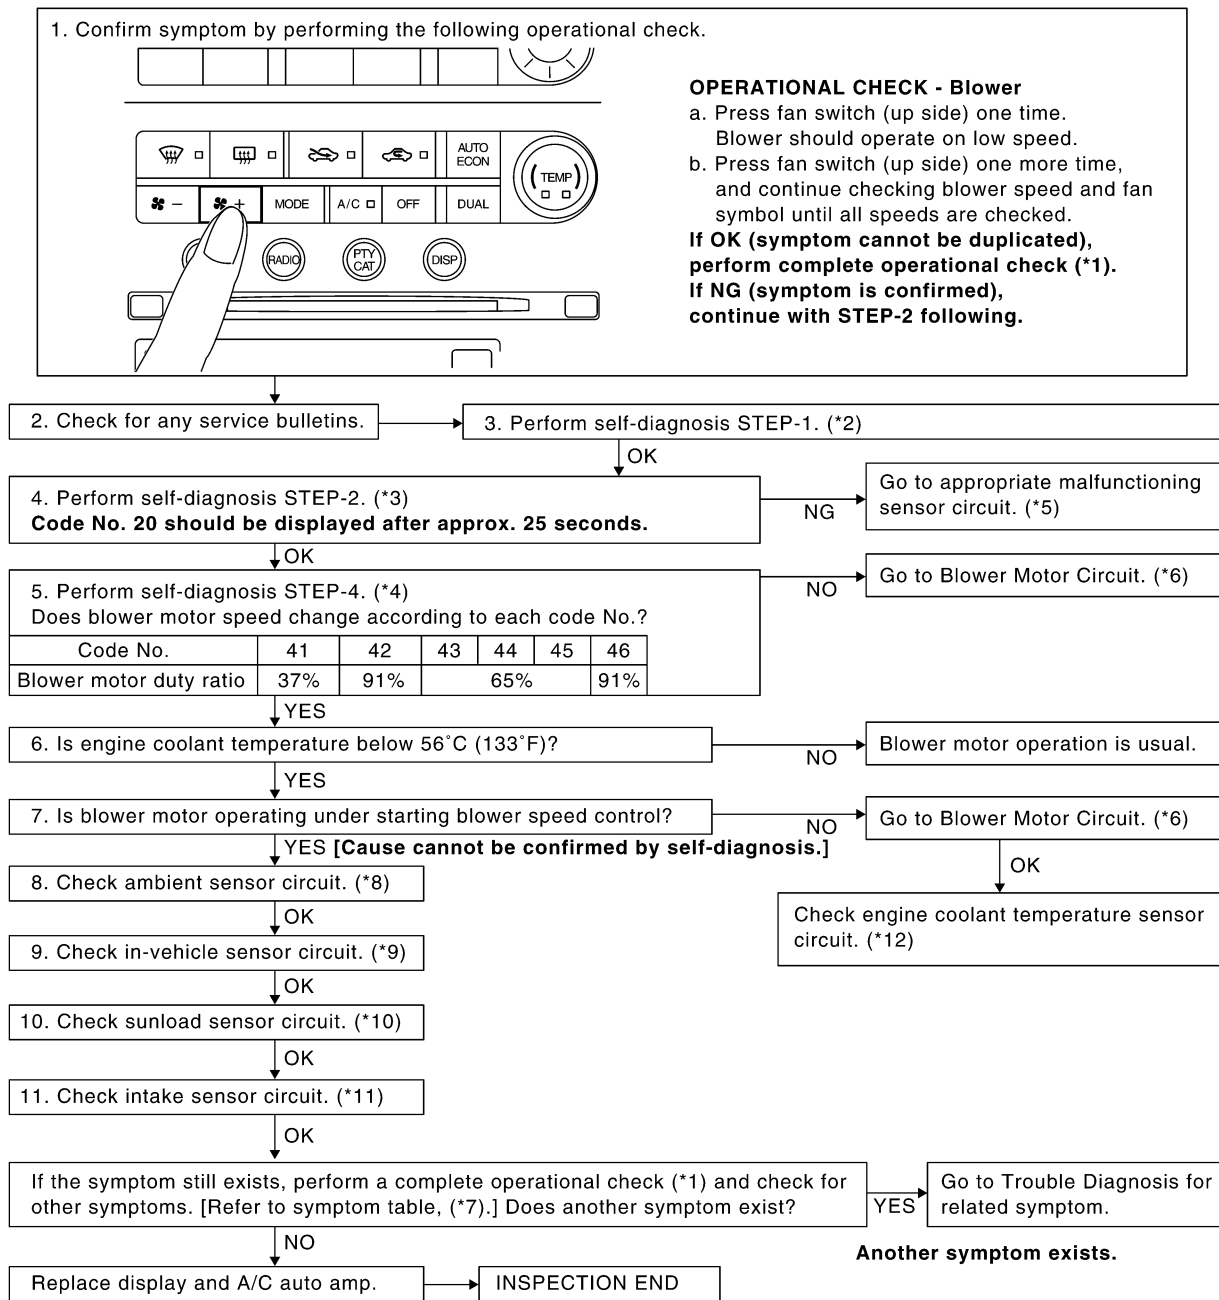 1. Confirm symptom by performing the following operational check.
AUTO
ECON
TEMP
−
+
MODE
A/C
OFF
DUAL
RADIO
PTY
CAT
DISP
OPERATIONAL CHECK - Blower
a. Press fan switch (up side) one time.
Blower should operate on low speed.
b. Press fan switch (up side) one more time,
and continue checking blower speed and fan
symbol until all speeds are checked.
If OK (symptom cannot be duplicated),
perform complete operational check (*1).
If NG (symptom is confirmed),
continue with STEP-2 following.
2. Check for any service bulletins.
3. Perform self-diagnosis STEP-1. (*2)
OK
4. Perform self-diagnosis STEP-2. (*3)
Code No. 20 should be displayed after approx. 25 seconds.
NG
Go to appropriate malfunctioning
sensor circuit. (*5)
OK
5. Perform self-diagnosis STEP-4. (*4)
Does blower motor speed change according to each code No.?
NO
Go to Blower Motor Circuit. (*6)
Code No. 41 42 43 44 45 46
Blower motor duty ratio 37% 91% 65% 91%
YES
6. Is engine coolant temperature below 56˚C (133˚F)?
NO
Blower motor operation is usual.
YES
7. Is blower motor operating under starting blower speed control?
NO
Go to Blower Motor Circuit. (*6)
YES [Cause cannot be confirmed by self-diagnosis.]
OK
Check engine coolant temperature sensor
circuit. (*12)
8. Check ambient sensor circuit. (*8)
OK
9. Check in-vehicle sensor circuit. (*9)
OK
10. Check sunload sensor circuit. (*10)
OK
11. Check intake sensor circuit. (*11)
OK
If the symptom still exists, perform a complete operational check (*1) and check for
other symptoms. [Refer to symptom table, (*7).] Does another symptom exist?
YES
Go to Trouble Diagnosis for
related symptom.
Another symptom exists.
NO
Replace display and A/C auto amp.
INSPECTION END